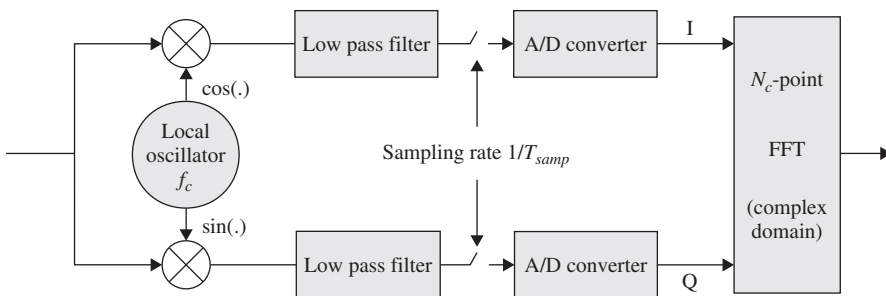 Low pass filter
A/D converter
I
cos(.)
Local
oscillator
f_c
sin(.)
Sampling rate 1/T_samp
Low pass filter
A/D converter
Q
N_c-point
FFT
(complex
domain)